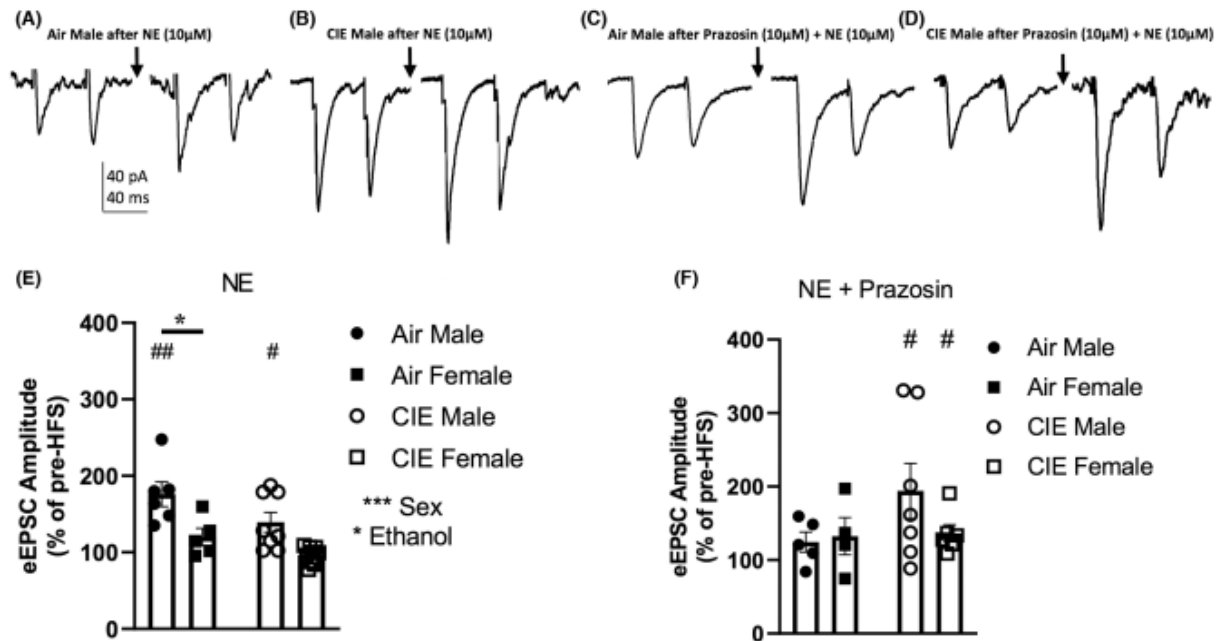 (A)
Air Male after NE (10μM)
(B)
CIE Male after NE (10μM)
(C)
Air Male after Prazosin (10μM) + NE (10μM)
(D)
CIE Male after Prazosin (10μM) + NE (10μM)
40 pA
40 ms
(E)
NE
eEPSC Amplitude
(% of pre-HFS)
400
300
200
100
0
##
*
#
Air Male
Air Female
CIE Male
CIE Female
*** Sex
* Ethanol
(F)
NE + Prazosin
eEPSC Amplitude
(% of pre-HFS)
400
300
200
100
0
#
#
Air Male
Air Female
CIE Male
CIE Female